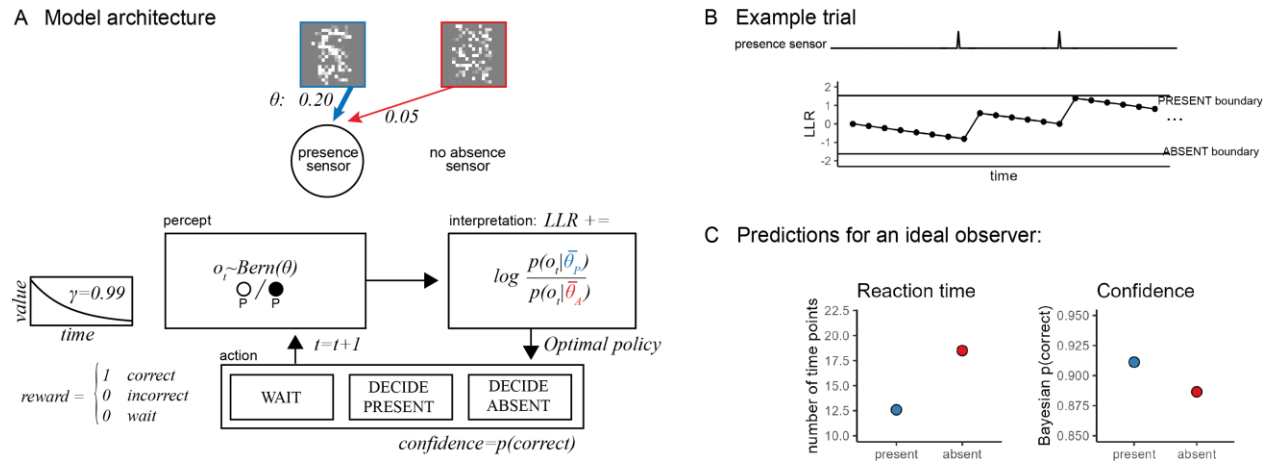 A Model architecture
θ: 0.20
0.05
presence
sensor
no absence
sensor
percept
o_t~Bern(θ)
P / P
interpretation: LLR +=
log p(o_t|θ̅_P) / p(o_t|θ̅_A)
value
γ=0.99
time
t=t+1
Optimal policy
action
WAIT
DECIDE
PRESENT
DECIDE
ABSENT
reward = { 1 correct
0 incorrect
0 wait
confidence=p(correct)
B Example trial
presence sensor
LLR
2
1
0
-1
-2
PRESENT boundary
...
ABSENT boundary
time
C Predictions for an ideal observer:
Reaction time
number of time points
22.5
20.0
17.5
15.0
12.5
10.0
present absent
Confidence
Bayesian p(correct)
0.950
0.925
0.900
0.875
0.850
present absent